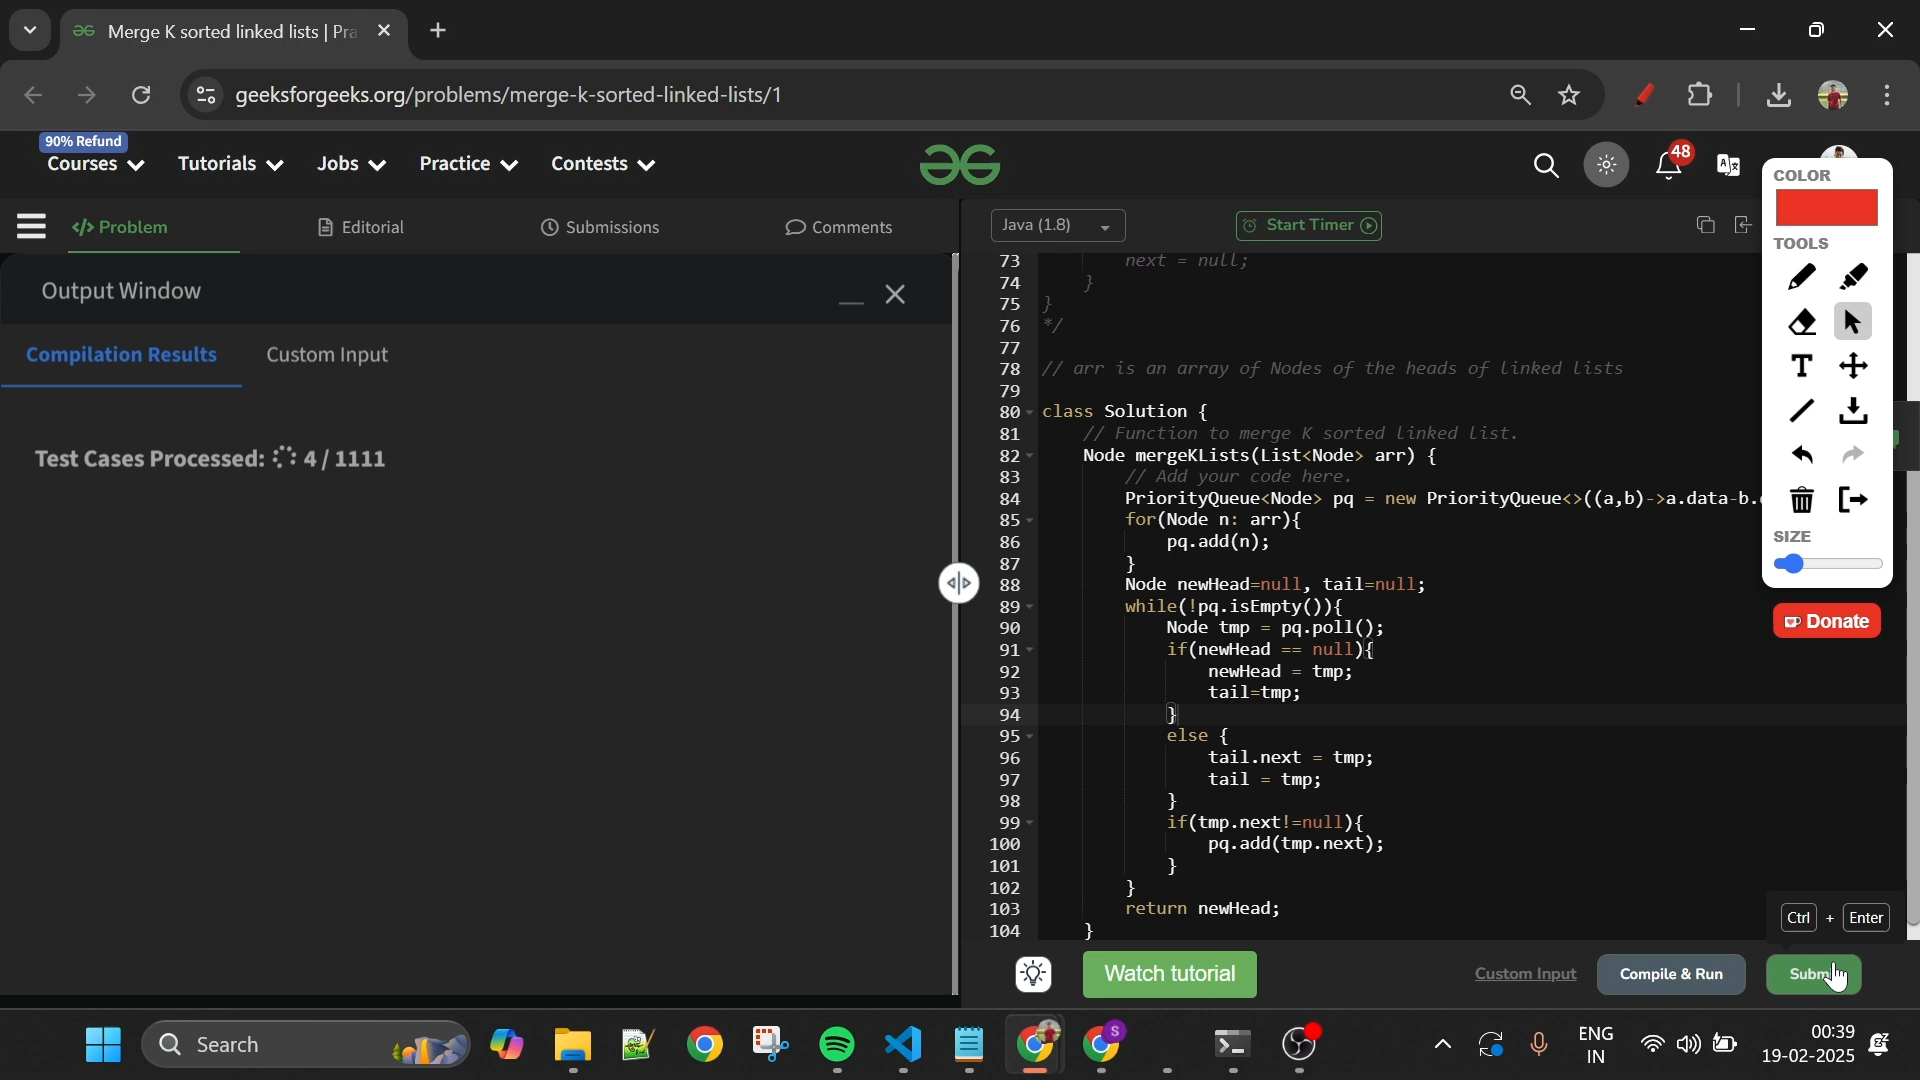 Merge K sorted linked lists | Pra
geeksforgeeks.org/problems/merge-k-sorted-linked-lists/1
90% Refund
Courses
Tutorials
Jobs
Practice
Contests
48
</> Problem
Editorial
Submissions
Comments
Java (1.8)
Start Timer
Output Window
Compilation Results
Custom Input
Test Cases Processed: 4 / 1111
73 next = null;
74 }
75 }
76 */
77
78 // arr is an array of Nodes of the heads of linked lists
79
80 class Solution {
81 // Function to merge K sorted linked list.
82 Node mergeKLists(List<Node> arr) {
83 // Add your code here.
84 PriorityQueue<Node> pq = new PriorityQueue<>((a,b)->a.data-b.
85 for(Node n: arr){
86 pq.add(n);
87 }
88 Node newHead=null, tail=null;
89 while(!pq.isEmpty()){
90 Node tmp = pq.poll();
91 if(newHead == null){
92 newHead = tmp;
93 tail=tmp;
94 }
95 else {
96 tail.next = tmp;
97 tail = tmp;
98 }
99 if(tmp.next!=null){
100 pq.add(tmp.next);
101 }
102 }
103 return newHead;
104 }
COLOR
TOOLS
T
SIZE
Donate
Ctrl + Enter
Watch tutorial
Custom Input
Compile & Run
Submi
Search
S
ENG
IN
00:39
19-02-2025